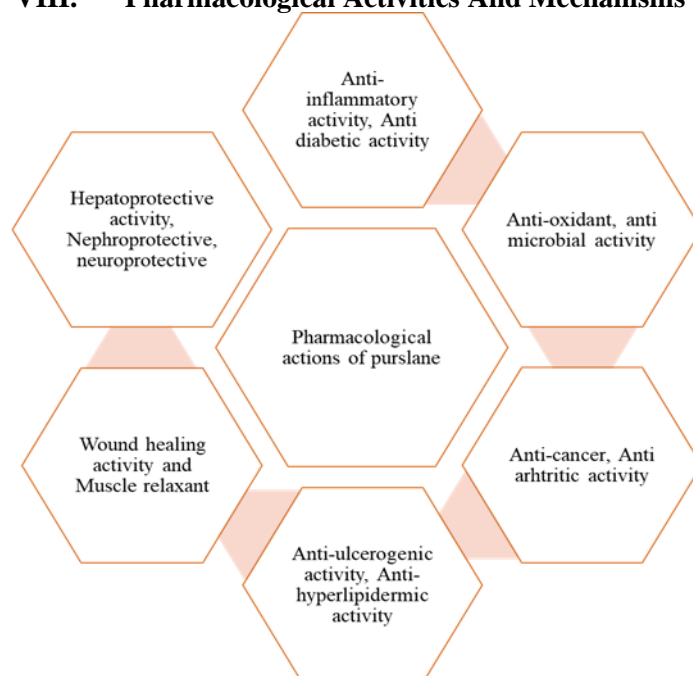 VIII. Pharmacological Activities And Mechanisms
Anti-
inflammatory
activity, Anti
diabetic activity
Anti-oxidant, anti
microbial activity
Anti-cancer, Anti
arhtritic activity
Anti-ulcerogenic
activity, Anti-
hyperlipidermic
activity
Wound healing
activity and
Muscle relaxant
Hepatoprotective
activity,
Nephroprotective,
neuroprotective
Pharmacological
actions of purslane